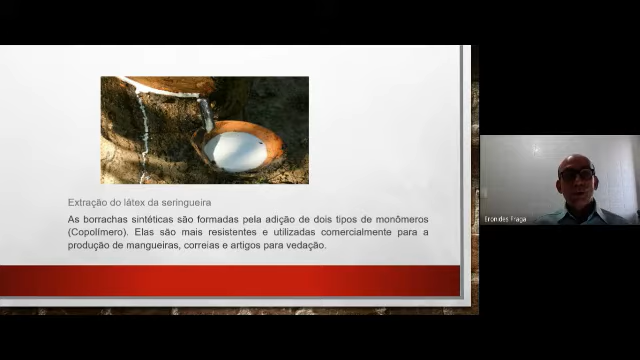 Extração do látex da seringueira
As borrachas sintéticas são formadas pela adição de dois tipos de monômeros
(Copolímero). Elas são mais resistentes e utilizadas comercialmente para a
produção de mangueiras, correias e artigos para vedação.
Eronides Fraga